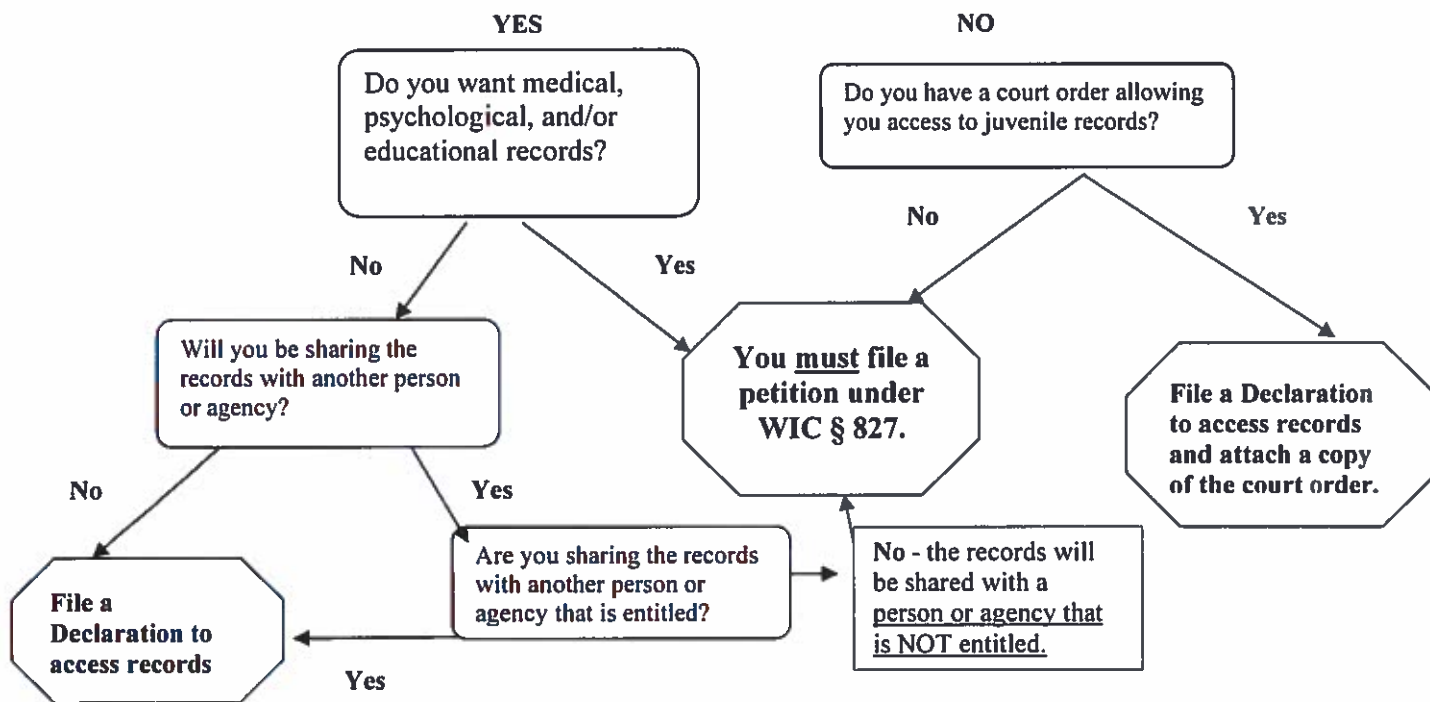 YES
NO
Do you want medical,
psychological, and/or
educational records?
Do you have a court order allowing
you access to juvenile records?
No
Yes
No
Yes
Will you be sharing the
records with another person
or agency?
You must file a
petition under
WIC § 827.
File a Declaration
to access records
and attach a copy
of the court order.
No
Yes
Are you sharing the records
with another person or
agency that is entitled?
No - the records will
be shared with a
person or agency that
is NOT entitled.
File a
Declaration to
access records
Yes